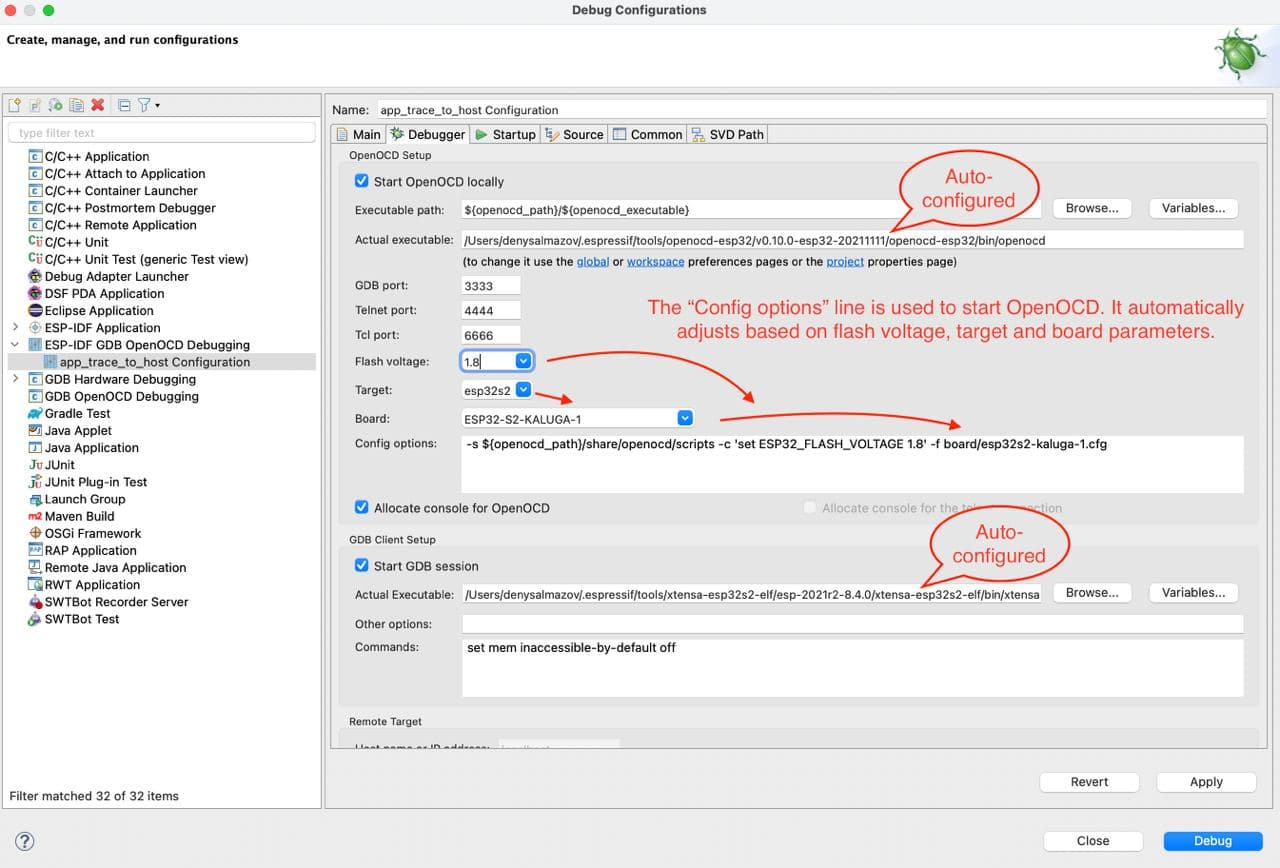 Debug Configurations
Create, manage, and run configurations
type filter text
C/C++ Application
C/C++ Attach to Application
C/C++ Container Launcher
C/C++ Postmortem Debugger
C/C++ Remote Application
C/C++ Unit
C/C++ Unit Test (generic Test view)
Debug Adapter Launcher
DSF PDA Application
Eclipse Application
ESP-IDF Application
ESP-IDF GDB OpenOCD Debugging
app_trace_to_host Configuration
GDB Hardware Debugging
GDB OpenOCD Debugging
Gradle Test
Java Applet
Java Application
JUnit
JUnit Plug-in Test
Launch Group
Maven Build
OSGi Framework
RAP Application
Remote Java Application
RWT Application
SWTBot Recorder Server
SWTBot Test
Filter matched 32 of 32 items
Name: app_trace_to_host Configuration
Main Debugger Startup Source Common SVD Path
OpenOCD Setup
Start OpenOCD locally
Auto-
configured
Executable path: ${openocd_path}/${openocd_executable} Browse... Variables...
Actual executable: /Users/denysalmazov/.espressif/tools/openocd-esp32/v0.10.0-esp32-20211111/openocd-esp32/bin/openocd
(to change it use the global or workspace preferences pages or the project properties page)
GDB port: 3333
Telnet port: 4444
Tcl port: 6666
The “Config options” line is used to start OpenOCD. It automatically
adjusts based on flash voltage, target and board parameters.
Flash voltage: 1.8
Target: esp32s2
Board: ESP32-S2-KALUGA-1
Config options: -s ${openocd_path}/share/openocd/scripts -c 'set ESP32_FLASH_VOLTAGE 1.8' -f board/esp32s2-kaluga-1.cfg
Allocate console for OpenOCD Allocate console for the
Auto-
configured
GDB Client Setup
Start GDB session
Actual Executable: /Users/denysalmazov/.espressif/tools/xtensa-esp32s2-elf/esp-2021r2-8.4.0/xtensa-esp32s2-elf/bin/xtensa Browse... Variables...
Other options:
Commands: set mem inaccessible-by-default off
Remote Target
Host name or IP address:
Revert Apply
Close Debug